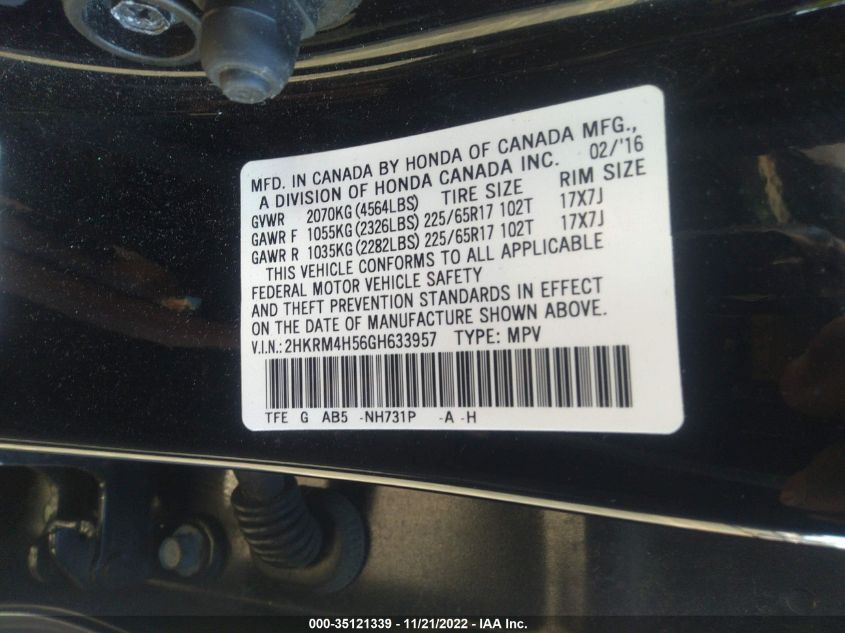 MFD. IN CANADA BY HONDA OF CANADA MFG.,
A DIVISION OF HONDA CANADA INC. 02/'16
GVWR 2070KG (4564LBS) TIRE SIZE RIM SIZE
GAWR F 1055KG (2326LBS) 225/65R17 102T 17X7J
GAWR R 1035KG (2282LBS) 225/65R17 102T 17X7J
THIS VEHICLE CONFORMS TO ALL APPLICABLE
FEDERAL MOTOR VEHICLE SAFETY
AND THEFT PREVENTION STANDARDS IN EFFECT
ON THE DATE OF MANUFACTURE SHOWN ABOVE.
V.I.N.: 2HKRM4H56GH633957 TYPE: MPV
TFE G AB5 -NH731P -A -H
000-35121339 - 11/21/2022 - IAA Inc.